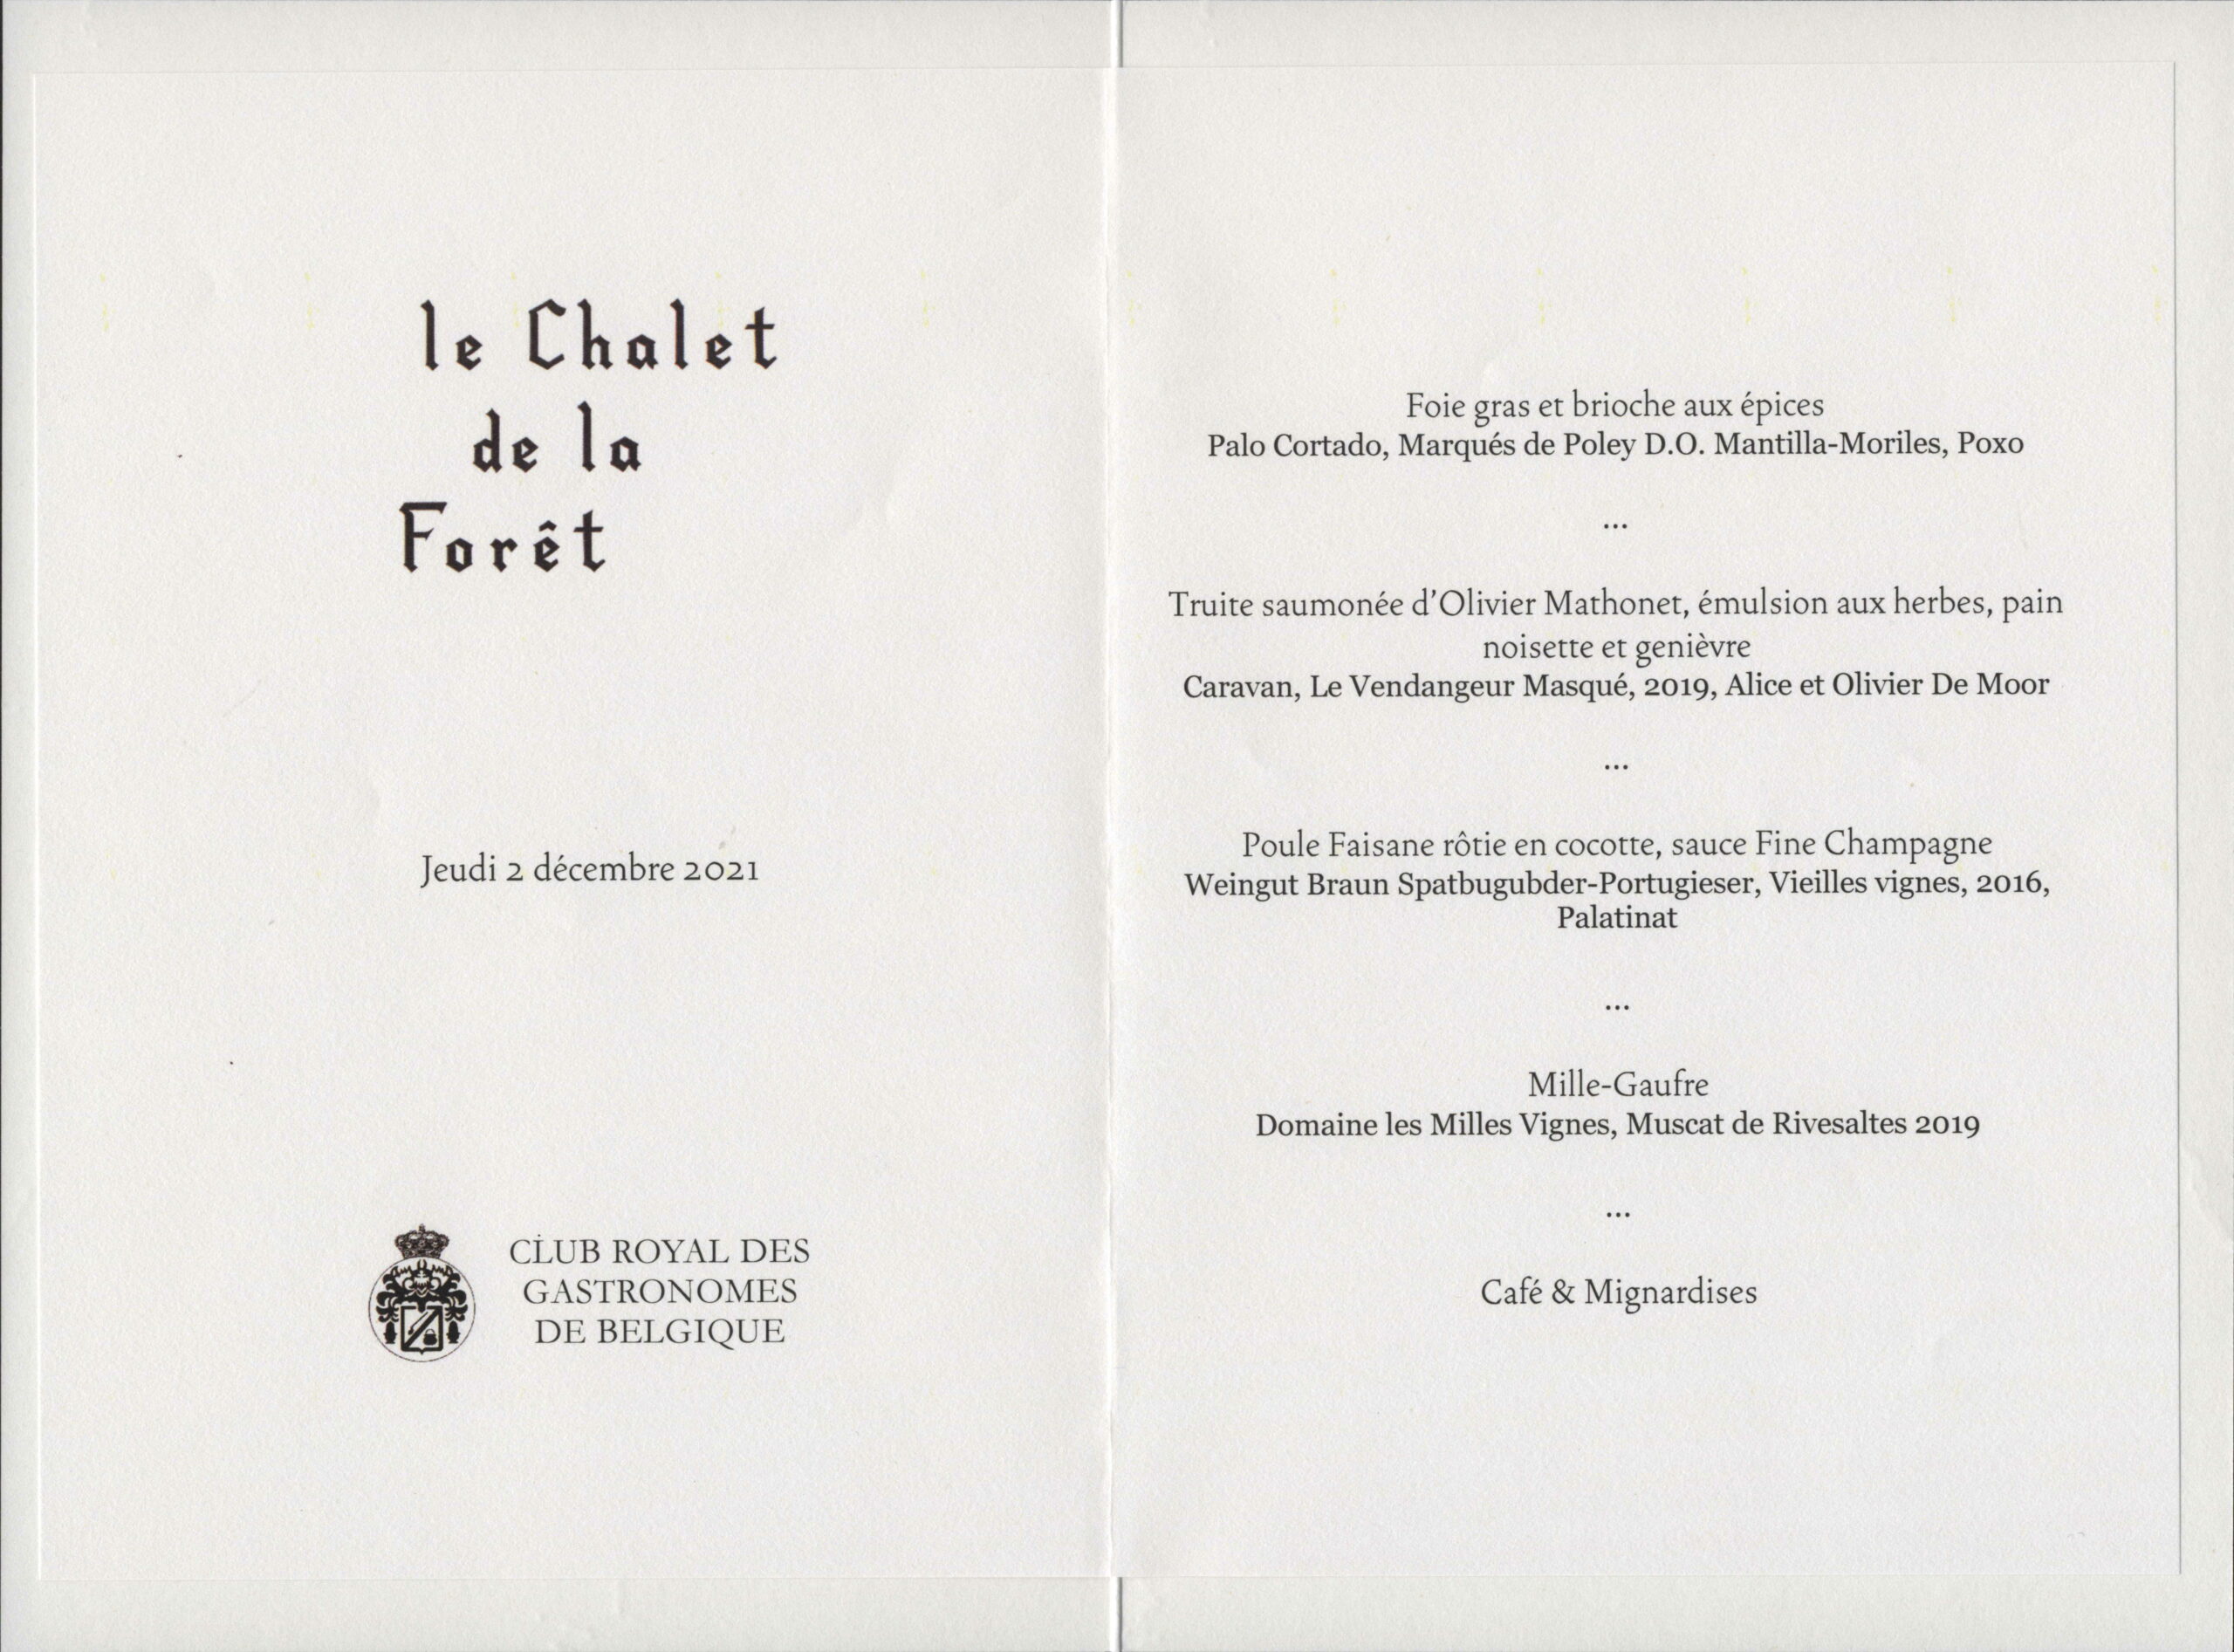 le Chalet
de la
Forêt
Jeudi 2 décembre 2021
CLUB ROYAL DES
GASTRONOMES
DE BELGIQUE
Foie gras et brioche aux épices
Palo Cortado, Marqués de Poley D.O. Mantilla-Moriles, Poxo
...
Truite saumonée d'Olivier Mathonet, émulsion aux herbes, pain
noisette et genièvre
Caravan, Le Vendangeur Masqué, 2019, Alice et Olivier De Moor
...
Poule Faisane rôtie en cocotte, sauce Fine Champagne
Weingut Braun Spatbugubder-Portugieser, Vieilles vignes, 2016,
Palatinat
...
Mille-Gaufre
Domaine les Milles Vignes, Muscat de Rivesaltes 2019
...
Café & Mignardises